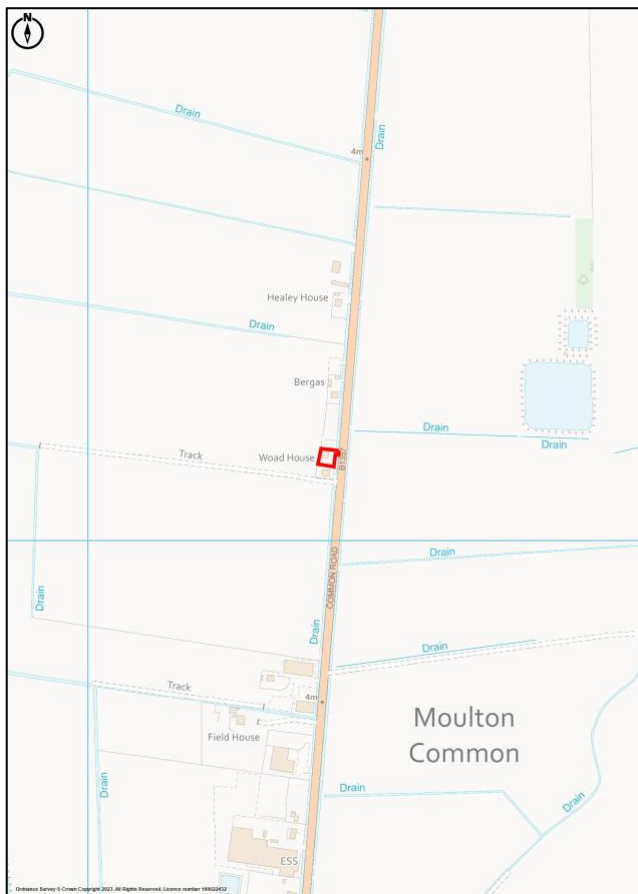 N
Drain
Drain
4m
Healey House
Drain
Bergas
Drain
Drain
Woad House
Track
B1357
COMMON ROAD
Drain
Drain
Drain
Drain
Track
4m
Field House
Moulton
Common
Drain
Drain
Drain
ESS
Ordnance Survey © Crown Copyright 2023. All Rights Reserved. Licence number 100022432